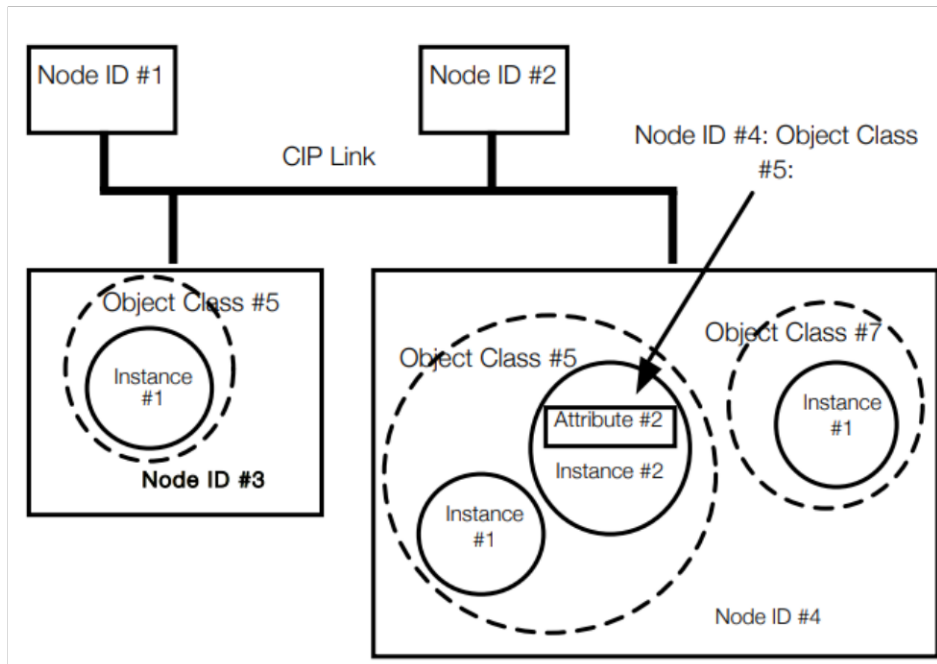 Node ID #1
Node ID #2
CIP Link
Node ID #4: Object Class
#5:
Object Class #5
Instance
#1
Node ID #3
Object Class #5
Attribute #2
Instance #2
Instance
#1
Object Class #7
Instance
#1
Node ID #4